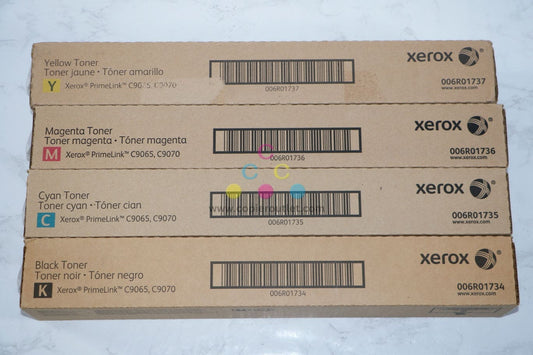 Yellow Toner
Toner jaune • Tóner amarillo
Y Xerox® PrimeLink™ C9065, C9070
006R01737
xerox
006R01737
www.xerox.com
Magenta Toner
Toner magenta • Tóner magenta
M Xerox® PrimeLink™ C9065, C9070
006R01736
xerox
006R01736
www.xerox.com
C
C C
www.copieroutlet.com
Cyan Toner
Toner cyan • Tóner cian
C Xerox® PrimeLink™ C9065, C9070
006R01735
xerox
006R01735
www.xerox.com
Black Toner
Toner noir • Tóner negro
K Xerox® PrimeLink™ C9065, C9070
006R01734
xerox
006R01734
www.xerox.com